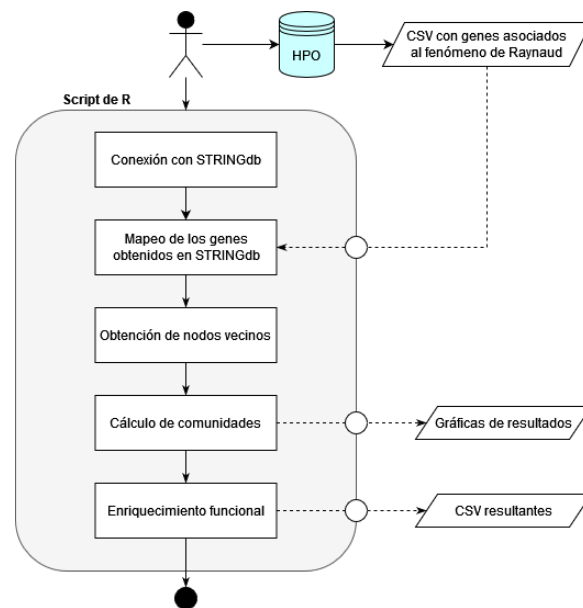 HPO
CSV con genes asociados
al fenómeno de Raynaud
Script de R
Conexión con STRINGdb
Mapeo de los genes
obtenidos en STRINGdb
Obtención de nodos vecinos
Cálculo de comunidades
Gráficas de resultados
Enriquecimiento funcional
CSV resultantes